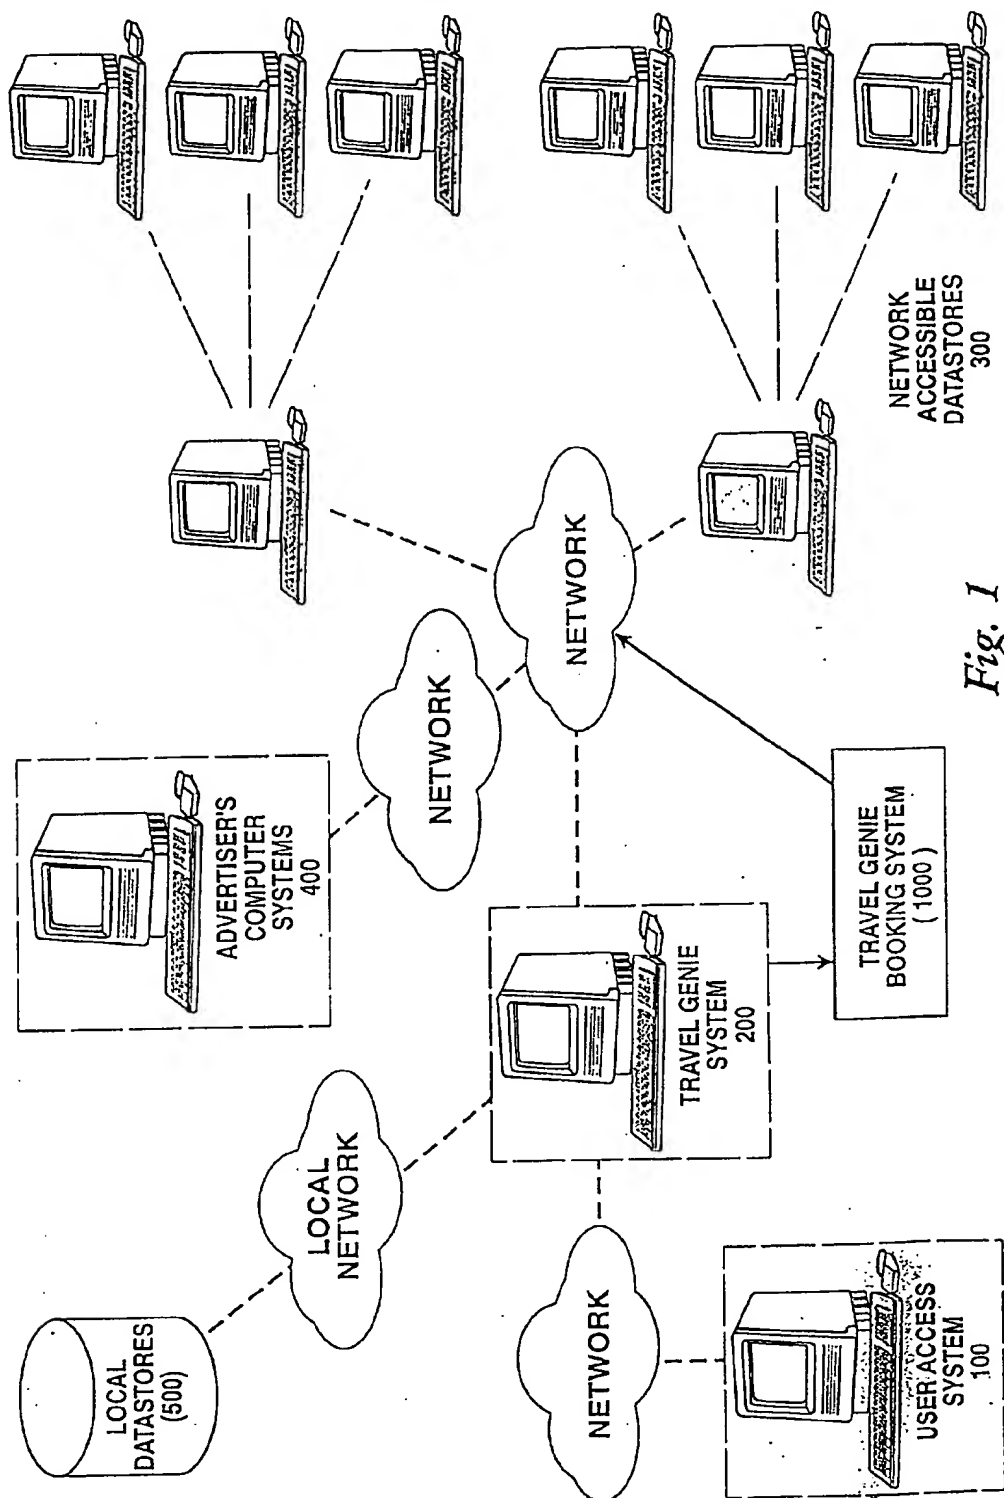 LOCAL
DATASTORES
(500)
LOCAL
NETWORK
ADVERTISER'S
COMPUTER
SYSTEMS
400
NETWORK
NETWORK
NETWORK
TRAVEL GENIE
SYSTEM
200
USER ACCESS
SYSTEM
100
TRAVEL GENIE
BOOKING SYSTEM
(1000)
NETWORK
ACCESSIBLE
DATASTORES
300
Fig. 1